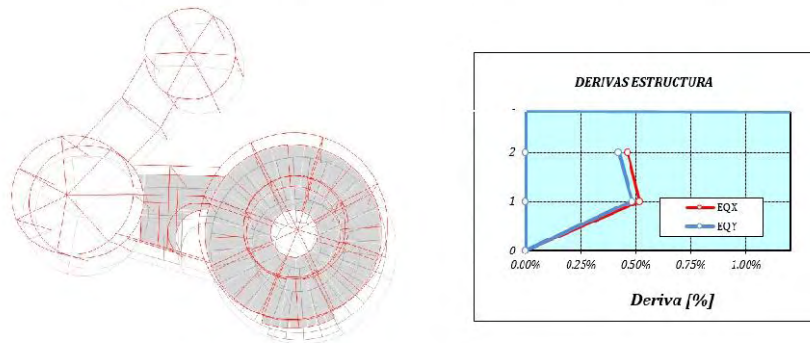 DERIVAS ESTRUCTURA
2
1
0
EQX
EQY
0.00% 0.25% 0.50% 0.75% 1.00%
Deriva [%]